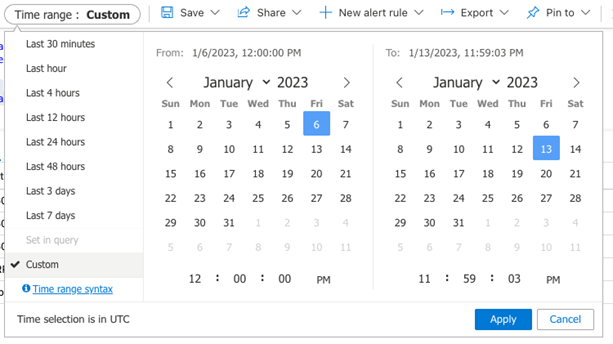 Time range : Custom Save Share New alert rule Export Pin to
Last 30 minutes
Last hour
Last 4 hours
Last 12 hours
Last 24 hours
Last 48 hours
Last 3 days
Last 7 days
Set in query
Custom
Time range syntax
From: 1/6/2023, 12:00:00 PM
January 2023
Sun Mon Tue Wed Thu Fri Sat
1 2 3 4 5 6 7
8 9 10 11 12 13 14
15 16 17 18 19 20 21
22 23 24 25 26 27 28
29 30 31 1 2 3 4
5 6 7 8 9 10 11
12 : 00 : 00 PM
To: 1/13/2023, 11:59:03 PM
January 2023
Sun Mon Tue Wed Thu Fri Sat
1 2 3 4 5 6 7
8 9 10 11 12 13 14
15 16 17 18 19 20 21
22 23 24 25 26 27 28
29 30 31 1 2 3 4
5 6 7 8 9 10 11
11 : 59 : 03 PM
Time selection is in UTC
Apply Cancel